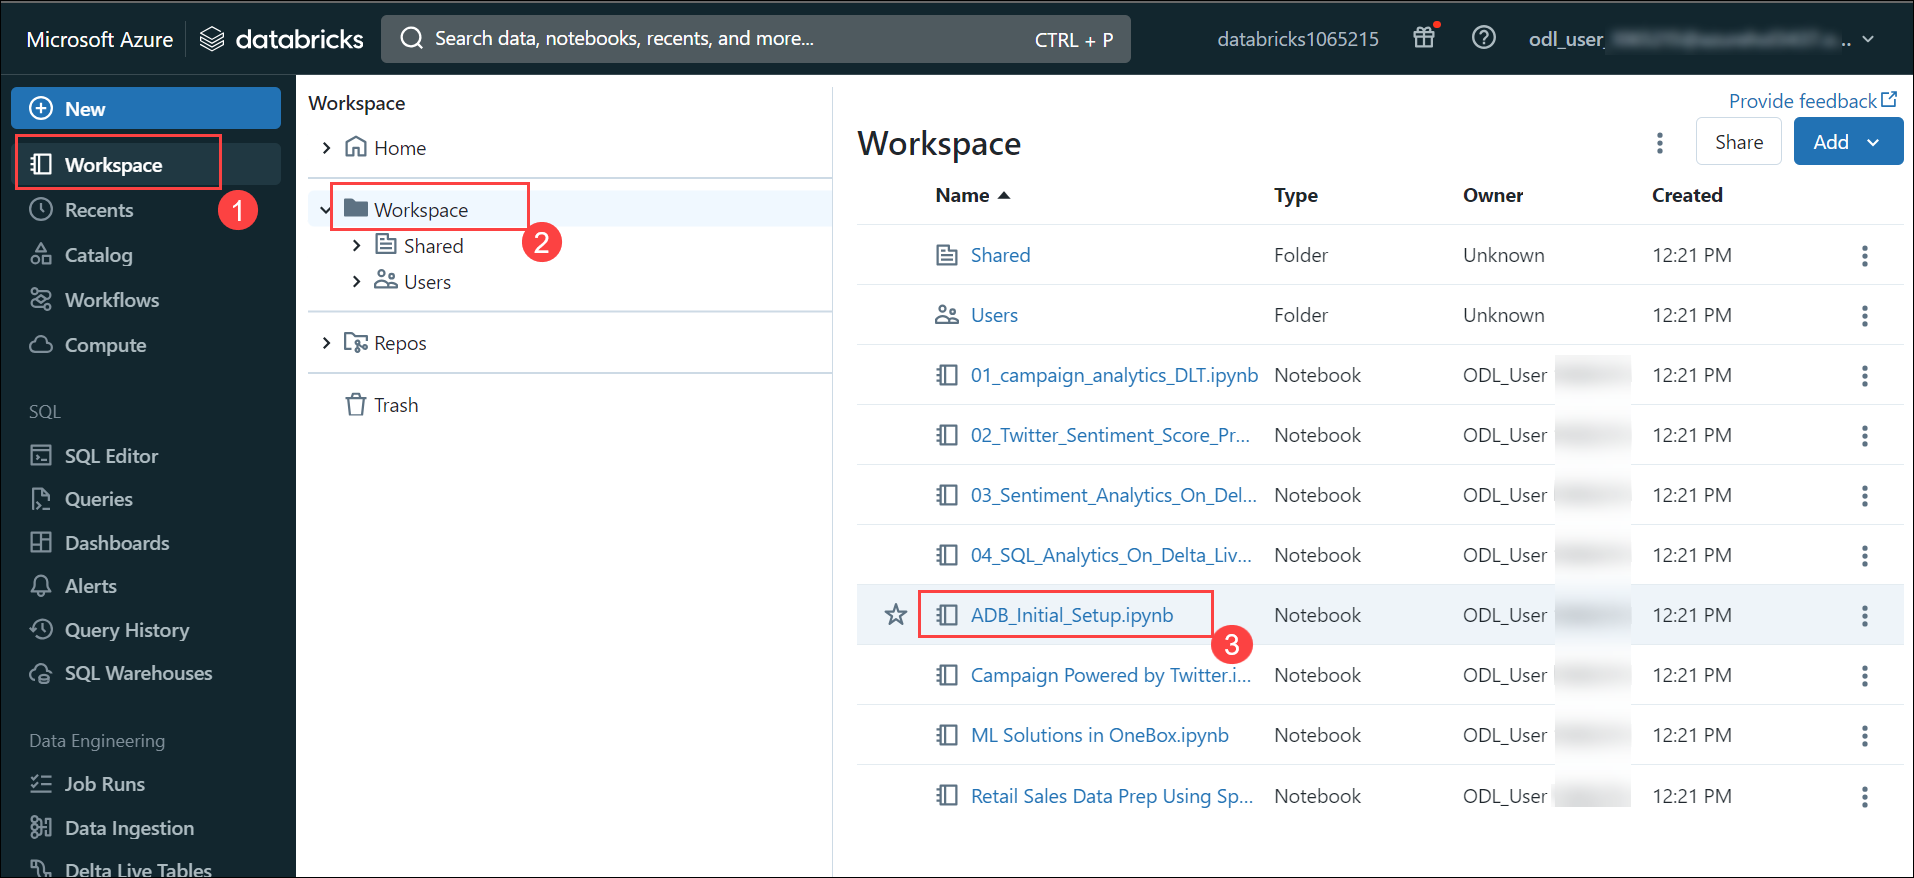 Microsoft Azure databricks Search data, notebooks, recents, and more... CTRL + P databricks1065215 odl_user_ ..
New
Workspace
1
Recents
Catalog
Workflows
Compute
SQL
SQL Editor
Queries
Dashboards
Alerts
Query History
SQL Warehouses
Data Engineering
Job Runs
Data Ingestion
Delta Live Tables
Workspace
Home
Workspace
2
Shared
Users
Repos
Trash
Provide feedback
Workspace Share Add
Name Type Owner Created
Shared Folder Unknown 12:21 PM
Users Folder Unknown 12:21 PM
01_campaign_analytics_DLT.ipynb Notebook ODL_User 12:21 PM
02_Twitter_Sentiment_Score_Pr... Notebook ODL_User 12:21 PM
03_Sentiment_Analytics_On_Del... Notebook ODL_User 12:21 PM
04_SQL_Analytics_On_Delta_Liv... Notebook ODL_User 12:21 PM
ADB_Initial_Setup.ipynb Notebook ODL_User 12:21 PM
3
Campaign Powered by Twitter.i... Notebook ODL_User 12:21 PM
ML Solutions in OneBox.ipynb Notebook ODL_User 12:21 PM
Retail Sales Data Prep Using Sp... Notebook ODL_User 12:21 PM